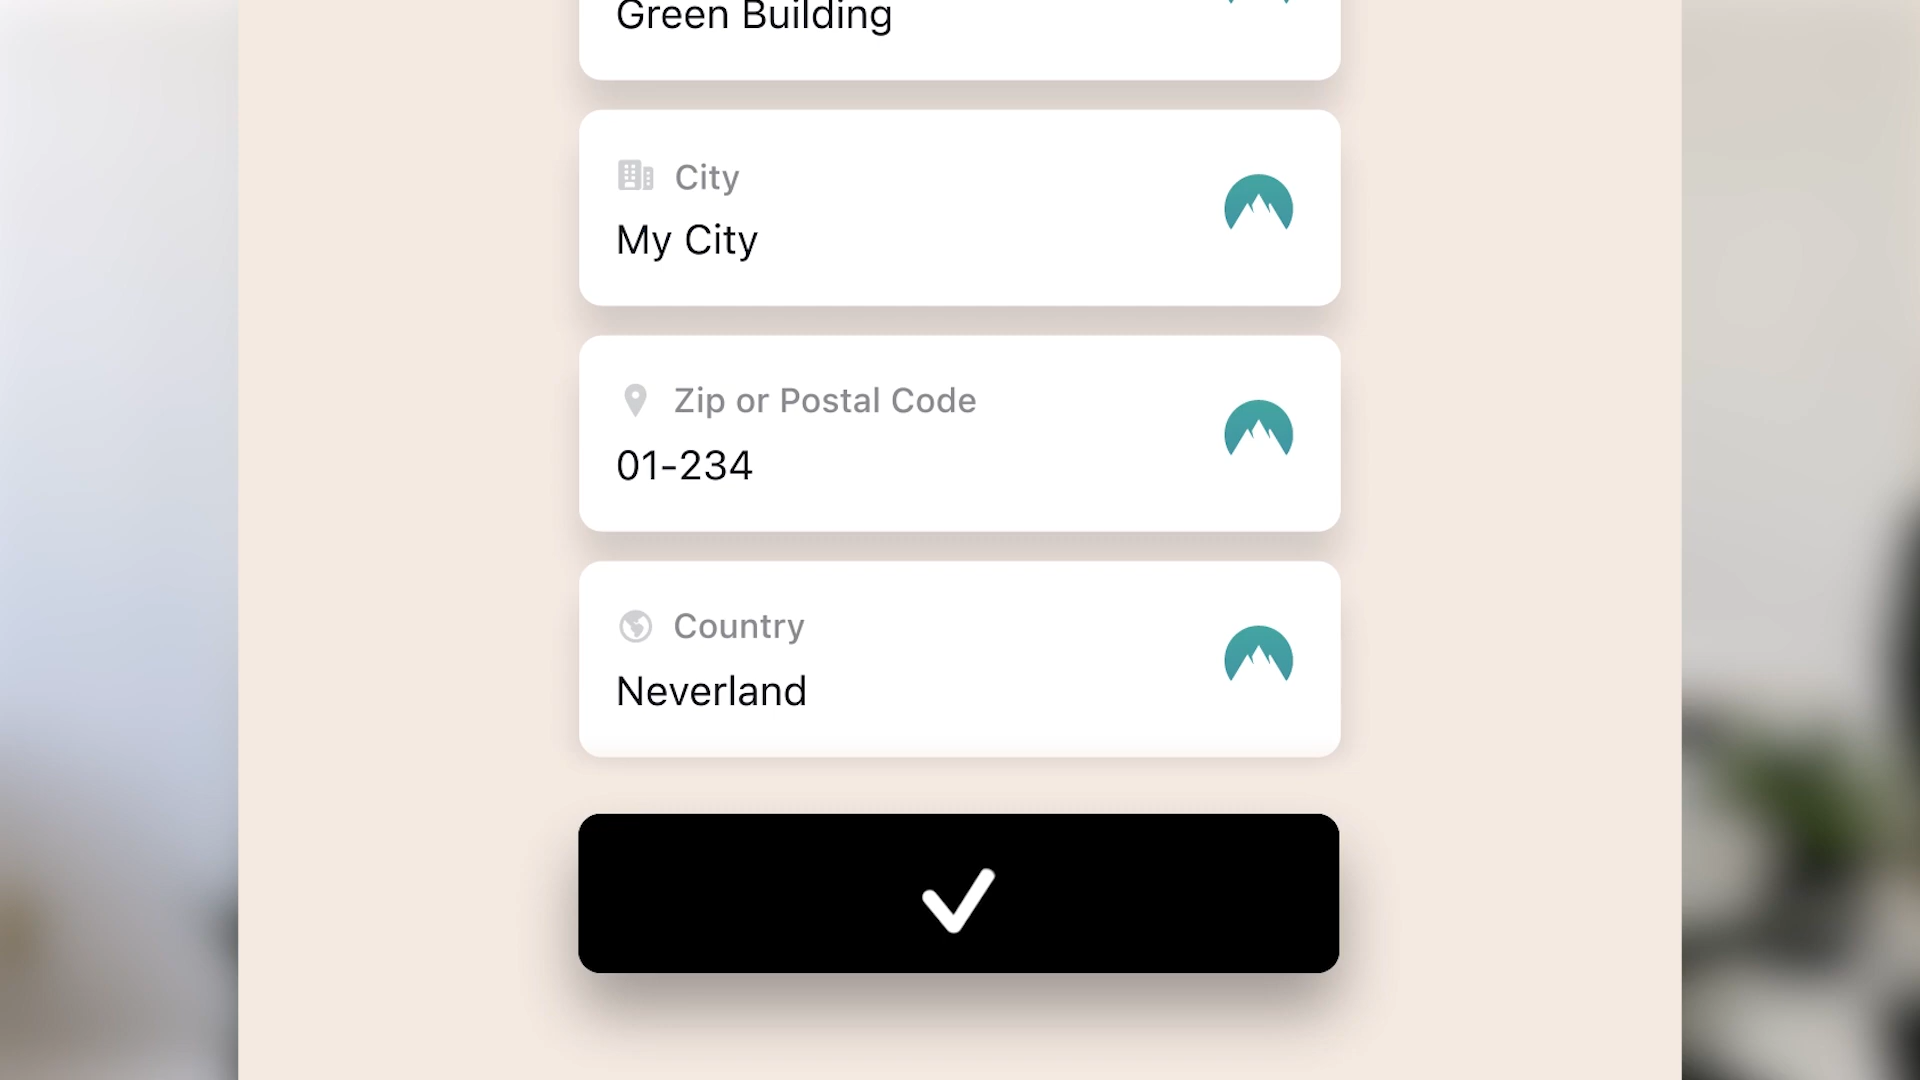 Green Building
City
My City
Zip or Postal Code
01-234
Country
Neverland